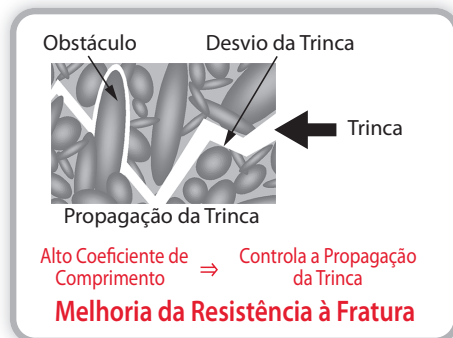 Obstáculo
Desvio da Trinca
Trinca
Propagação da Trinca
Alto Coeficiente de
Comprimento
⇒
Controla a Propagação
da Trinca
Melhoria da Resistência à Fratura